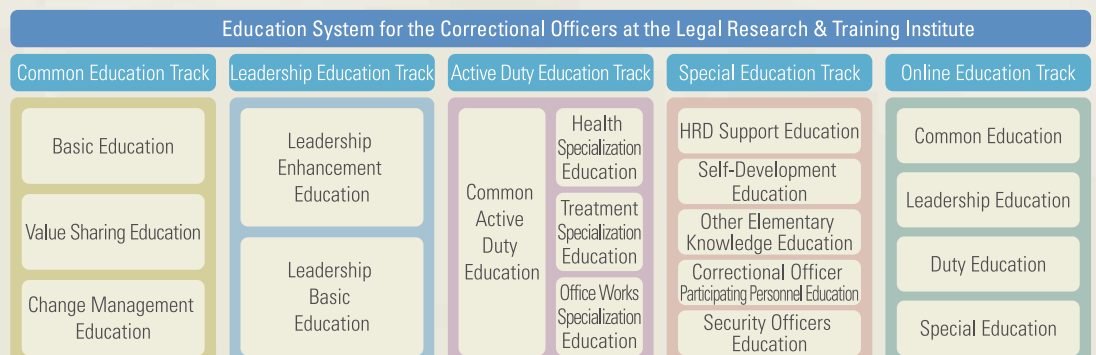 Education System for the Correctional Officers at the Legal Research & Training Institute
Common Education Track
Basic Education
Value Sharing Education
Change Management
Education
Leadership Education Track
Leadership
Enhancement
Education
Leadership
Basic
Education
Active Duty Education Track
Common
Active
Duty
Education
Health
Specialization
Education
Treatment
Specialization
Education
Office Works
Specialization
Education
Special Education Track
HRD Support Education
Self-Development
Education
Other Elementary
Knowledge Education
Correctional Officer
Participating Personnel Education
Security Officers
Education
Online Education Track
Common Education
Leadership Education
Duty Education
Special Education